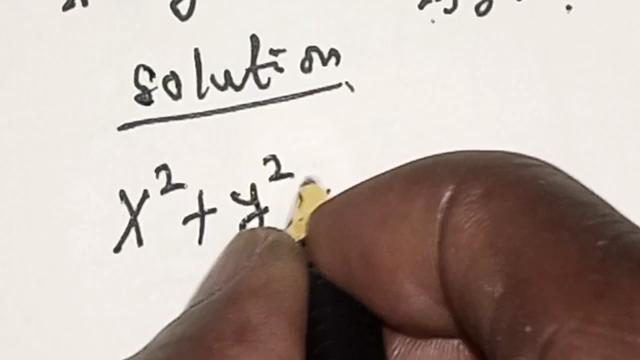 solution
x² + y²